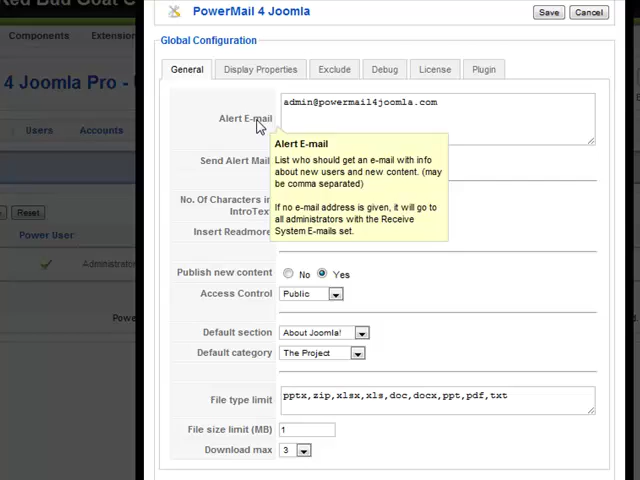 PowerMail 4 Joomla
Save
Cancel
Components
Extension
Global Configuration
General
Display Properties
Exclude
Debug
License
Plugin
4 Joomla Pro -
Alert E-mail
admin@powermail4joomla.com
Users
Accounts
Alert E-mail
List who should get an e-mail with info
about new users and new content. (may
be comma separated)
If no e-mail address is given, it will go to
all administrators with the Receive
System E-mails set.
Send Alert Mail
No. Of Characters in
IntroText
Insert Readmore
Reset
Power User
Administrator
Publish new content
No
Yes
Access Control
Public
Power
Default section
About Joomla!
Default category
The Project
File type limit
pptx,zip,xlsx,xls,doc,docx,ppt,pdf,txt
File size limit (MB)
1
Download max
3